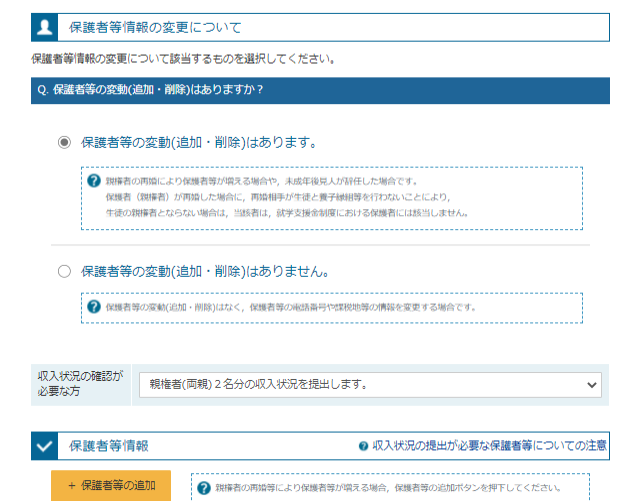 保護者等情報の変更について
保護者等情報の変更について該当するものを選択してください。
Q. 保護者等の変動(追加・削除)はありますか？
保護者等の変動(追加・削除)はあります。
親権者の再婚により保護者等が増える場合や，未成年後見人が辞任した場合です。
保護者（親権者）が再婚した場合に，再婚相手が生徒と養子縁組等を行わないことにより，
生徒の親権者とならない場合は，当該者は，就学支援金制度における保護者には該当しません。
保護者等の変動(追加・削除)はありません。
保護者等の変動(追加・削除)はなく，保護者等の電話番号や課税地等の情報を変更する場合です。
収入状況の確認が
必要な方
親権者(両親)２名分の収入状況を提出します。
保護者等情報
収入状況の提出が必要な保護者等についての注意
+ 保護者等の追加
親権者の再婚等により保護者等が増える場合，保護者等の追加ボタンを押下してください。